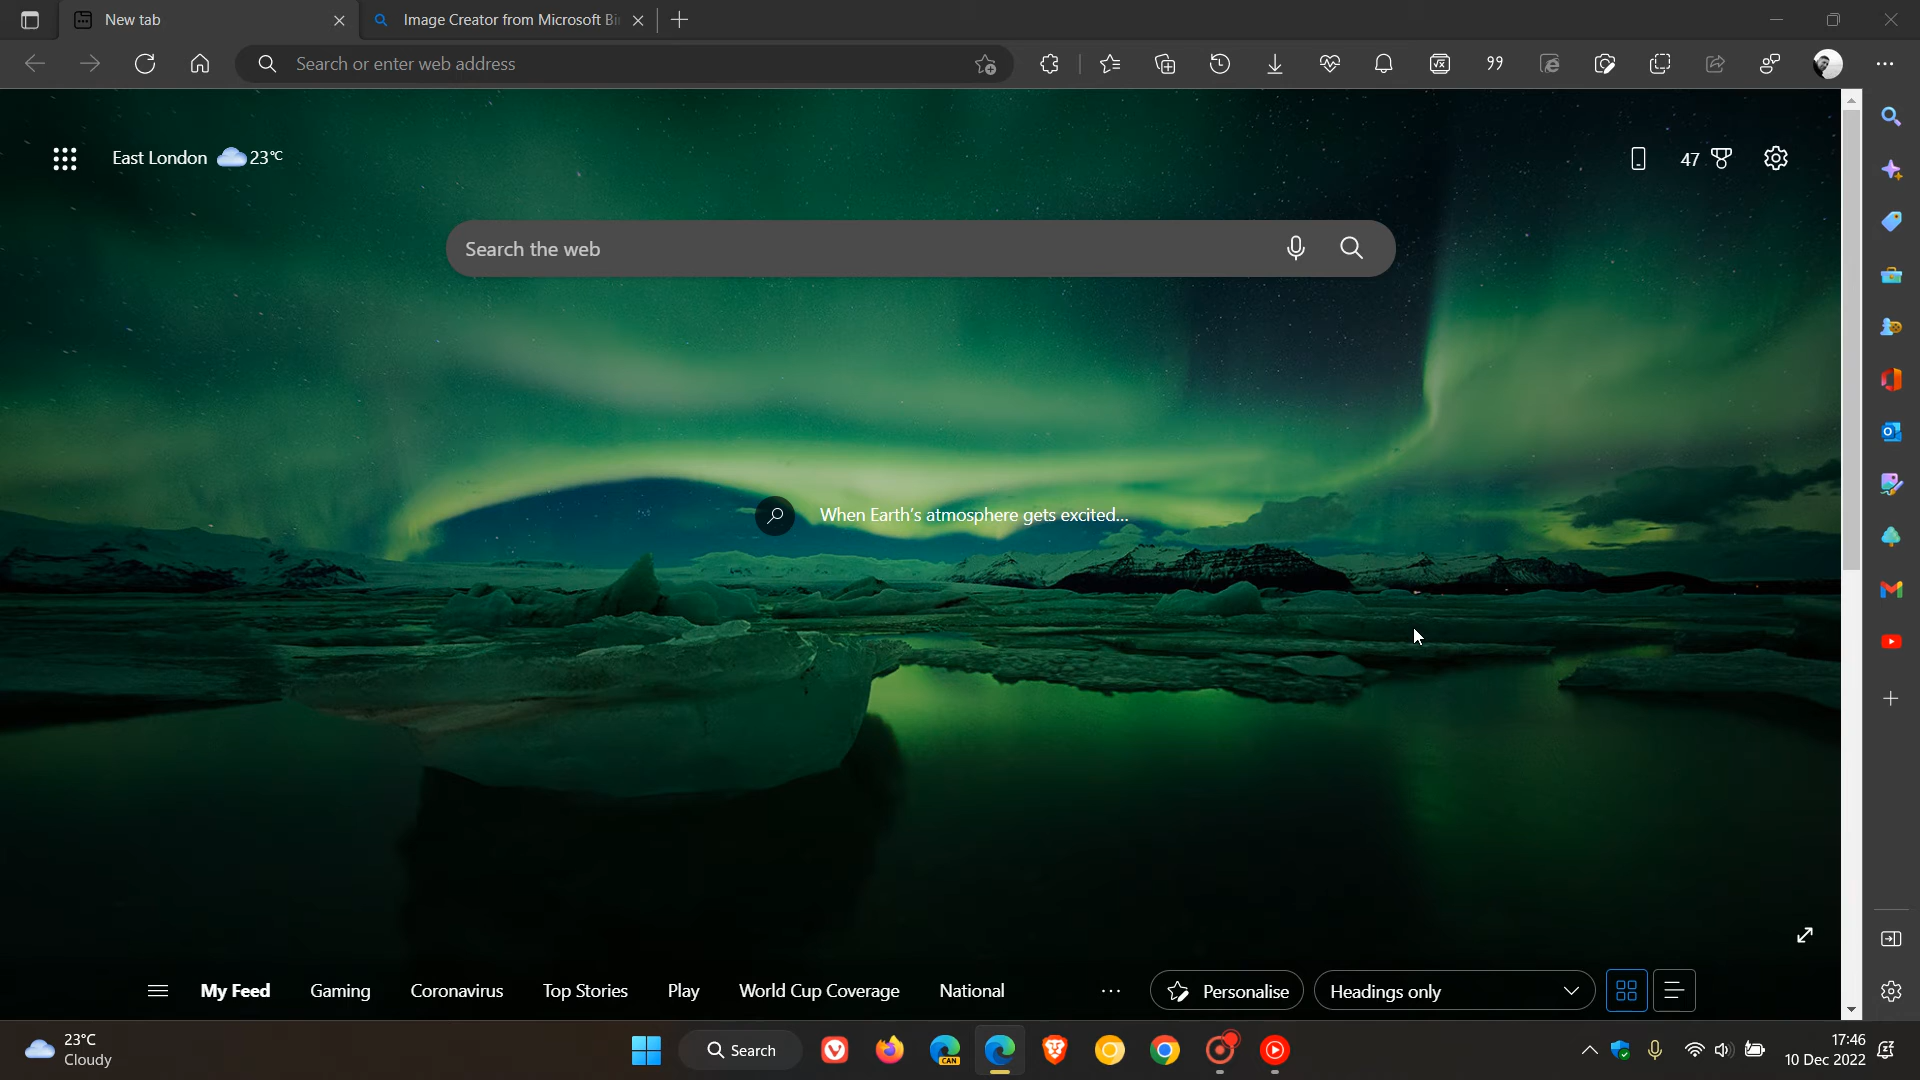 New tab
Image Creator from Microsoft Bi
Search or enter web address
East London 23°C
47
Search the web
When Earth's atmosphere gets excited...
My Feed Gaming Coronavirus Top Stories Play World Cup Coverage National ... Personalise Headings only
23°C
Cloudy
Search
CAN
17:46
10 Dec 2022